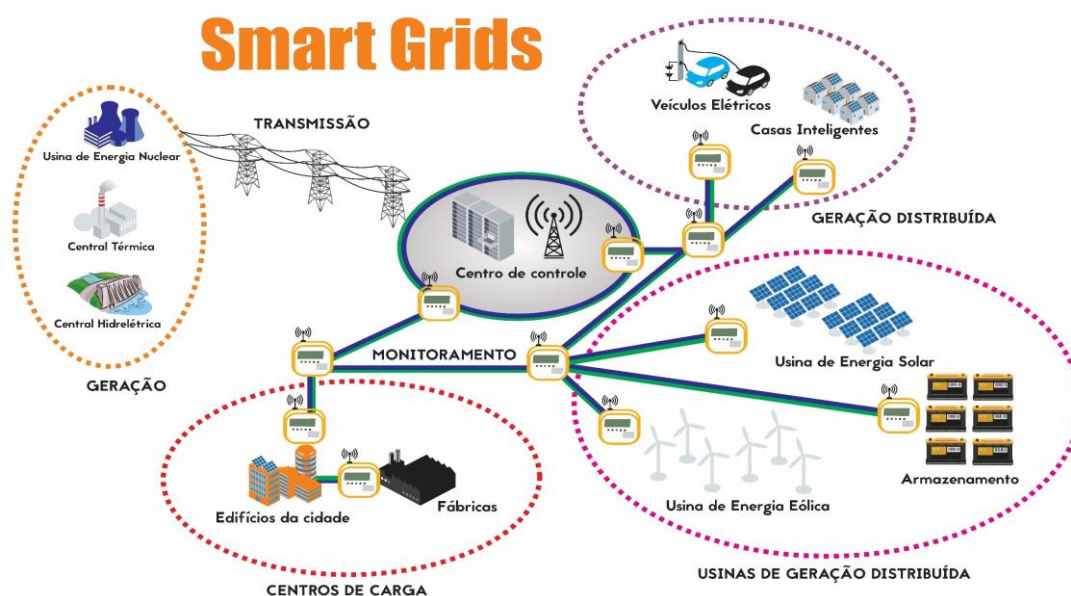 Smart Grids
TRANSMISSÃO
Usina de Energia Nuclear
Central Térmica
Central Hidrelétrica
GERAÇÃO
Centro de controle
MONITORAMENTO
Veículos Elétricos
Casas Inteligentes
GERAÇÃO DISTRIBUÍDA
Usina de Energia Solar
Armazenamento
Usina de Energia Eólica
USINAS DE GERAÇÃO DISTRIBUÍDA
Edifícios da cidade
Fábricas
CENTROS DE CARGA